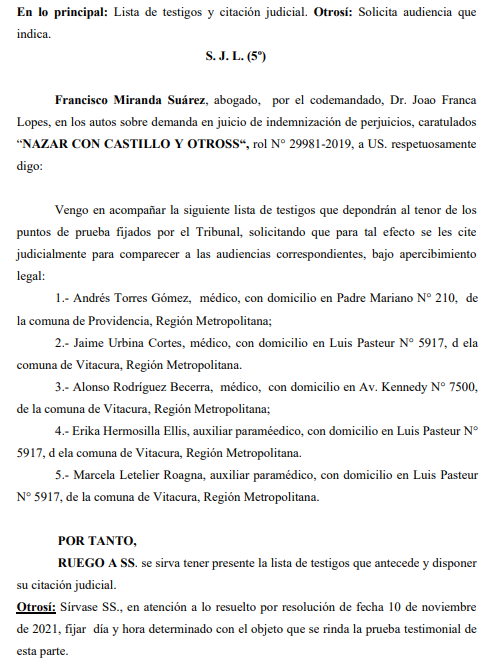 En lo principal: Lista de testigos y citación judicial. Otrosí: Solicita audiencia que
indica.
S. J. L. (5º)
Francisco Miranda Suárez, abogado, por el codemandado, Dr. Joao Franca
Lopes, en los autos sobre demanda en juicio de indemnización de perjuicios, caratulados
“NAZAR CON CASTILLO Y OTROSS“, rol N° 29981-2019, a US. respetuosamente
digo:
Vengo en acompañar la siguiente lista de testigos que depondrán al tenor de los
puntos de prueba fijados por el Tribunal, solicitando que para tal efecto se les cite
judicialmente para comparecer a las audiencias correspondientes, bajo apercibimiento
legal:
1.- Andrés Torres Gómez, médico, con domicilio en Padre Mariano N° 210, de
la comuna de Providencia, Región Metropolitana;
2.- Jaime Urbina Cortes, médico, con domicilio en Luis Pasteur N° 5917, d ela
comuna de Vitacura, Región Metropolitana.
3.- Alonso Rodríguez Becerra, médico, con domicilio en Av. Kennedy N° 7500,
de la comuna de Vitacura, Región Metropolitana;
4.- Erika Hermosilla Ellis, auxiliar paraméedico, con domicilio en Luis Pasteur N°
5917, d ela comuna de Vitacura, Región Metropolitana.
5.- Marcela Letelier Roagna, auxiliar paramédico, con domicilio en Luis Pasteur
N° 5917, de la comuna de Vitacura, Región Metropolitana.
POR TANTO,
RUEGO A SS. se sirva tener presente la lista de testigos que antecede y disponer
su citación judicial.
Otrosí: Sírvase SS., en atención a lo resuelto por resolución de fecha 10 de noviembre
de 2021, fijar día y hora determinado con el objeto que se rinda la prueba testimonial de
esta parte.